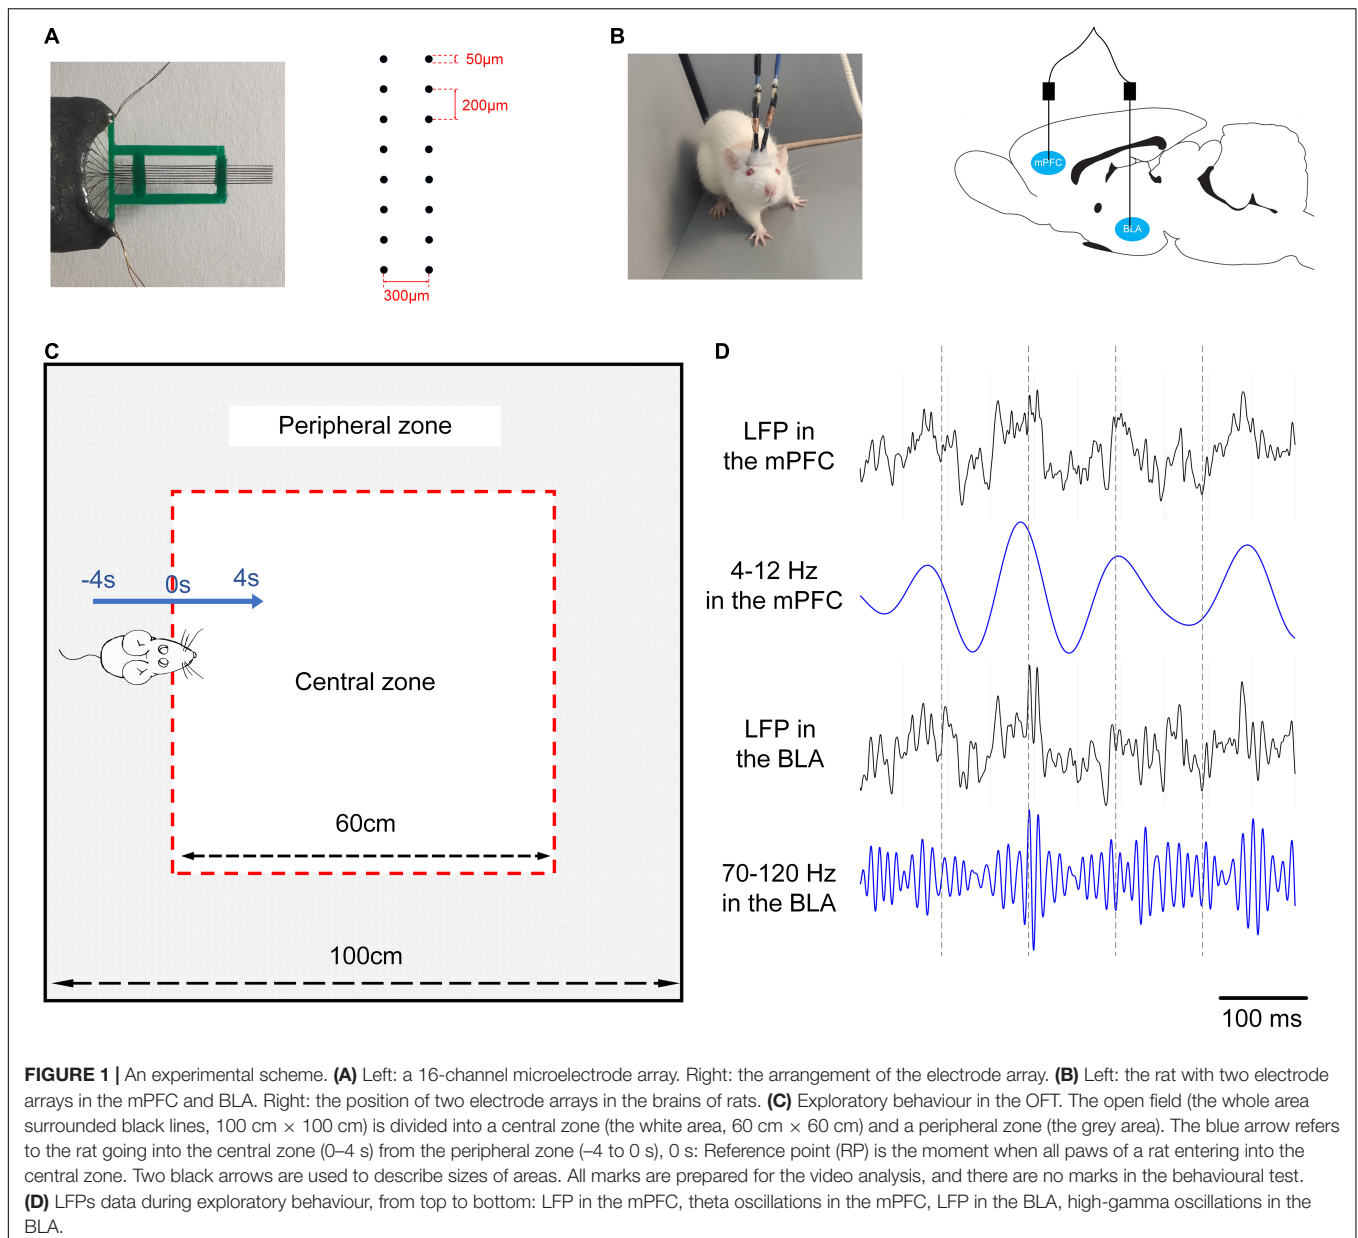 A
50µm
200µm
300µm
B
mPFC
BLA
C
Peripheral zone
-4s
0s
4s
Central zone
60cm
100cm
D
LFP in
the mPFC
4-12 Hz
in the mPFC
LFP in
the BLA
70-120 Hz
in the BLA
100 ms
FIGURE 1 | An experimental scheme. (A) Left: a 16-channel microelectrode array. Right: the arrangement of the electrode array. (B) Left: the rat with two electrode
arrays in the mPFC and BLA. Right: the position of two electrode arrays in the brains of rats. (C) Exploratory behaviour in the OFT. The open field (the whole area
surrounded black lines, 100 cm × 100 cm) is divided into a central zone (the white area, 60 cm × 60 cm) and a peripheral zone (the grey area). The blue arrow refers
to the rat going into the central zone (0–4 s) from the peripheral zone (–4 to 0 s), 0 s: Reference point (RP) is the moment when all paws of a rat entering into the
central zone. Two black arrows are used to describe sizes of areas. All marks are prepared for the video analysis, and there are no marks in the behavioural test.
(D) LFPs data during exploratory behaviour, from top to bottom: LFP in the mPFC, theta oscillations in the mPFC, LFP in the BLA, high-gamma oscillations in the
BLA.